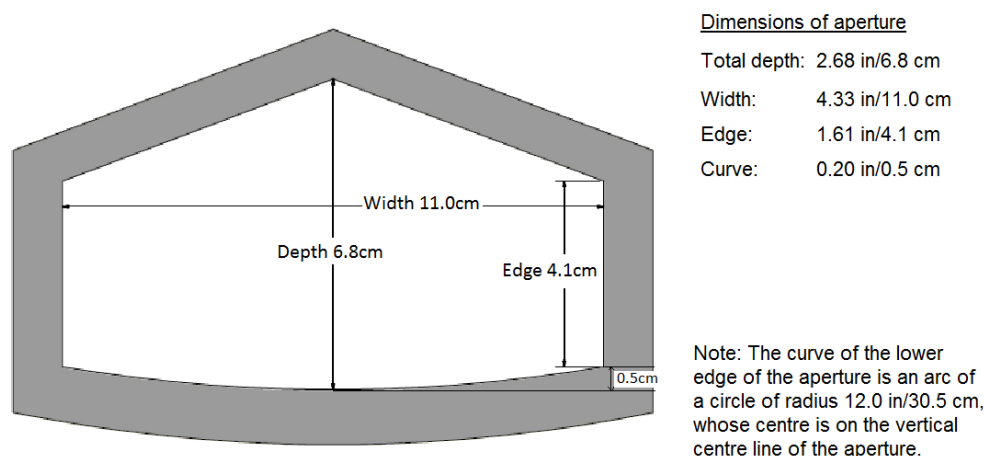 Dimensions of aperture
Total depth: 2.68 in/6.8 cm
Width: 4.33 in/11.0 cm
Edge: 1.61 in/4.1 cm
Curve: 0.20 in/0.5 cm
Width 11.0cm
Depth 6.8cm
Edge 4.1cm
0.5cm
Note: The curve of the lower
edge of the aperture is an arc of
a circle of radius 12.0 in/30.5 cm,
whose centre is on the vertical
centre line of the aperture.